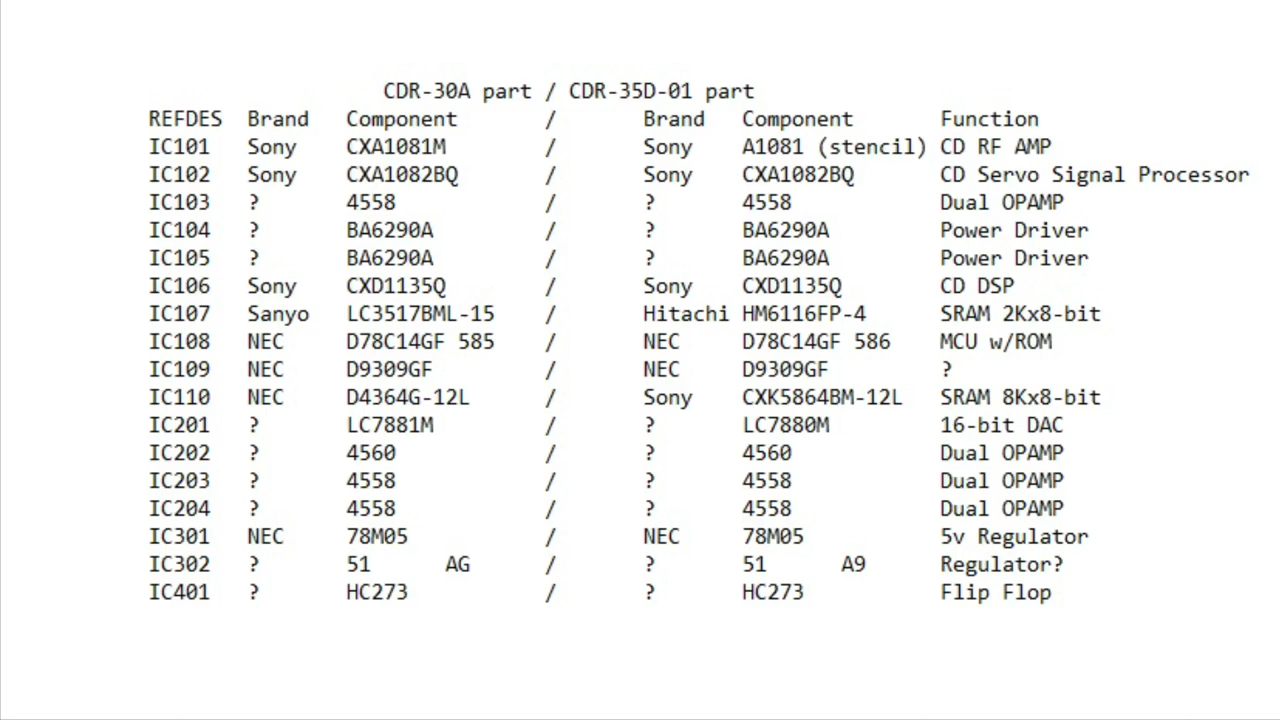 CDR-30A part / CDR-35D-01 part
REFDES Brand Component / Brand Component Function
IC101 Sony CXA1081M / Sony A1081 (stencil) CD RF AMP
IC102 Sony CXA1082BQ / Sony CXA1082BQ CD Servo Signal Processor
IC103 ? 4558 / ? 4558 Dual OPAMP
IC104 ? BA6290A / ? BA6290A Power Driver
IC105 ? BA6290A / ? BA6290A Power Driver
IC106 Sony CXD1135Q / Sony CXD1135Q CD DSP
IC107 Sanyo LC3517BML-15 / Hitachi HM6116FP-4 SRAM 2Kx8-bit
IC108 NEC D78C14GF 585 / NEC D78C14GF 586 MCU w/ROM
IC109 NEC D9309GF / NEC D9309GF ?
IC110 NEC D4364G-12L / Sony CXK5864BM-12L SRAM 8Kx8-bit
IC201 ? LC7881M / ? LC7880M 16-bit DAC
IC202 ? 4560 / ? 4560 Dual OPAMP
IC203 ? 4558 / ? 4558 Dual OPAMP
IC204 ? 4558 / ? 4558 Dual OPAMP
IC301 NEC 78M05 / NEC 78M05 5v Regulator
IC302 ? 51 AG / ? 51 A9 Regulator?
IC401 ? HC273 / ? HC273 Flip Flop